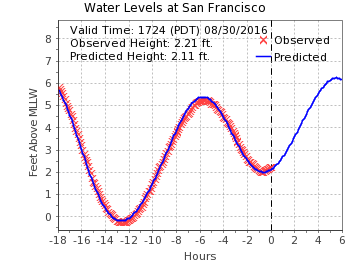 Water Levels at San Francisco
Valid Time: 1724 (PDT) 08/30/2016
Observed Height: 2.21 ft.
Predicted Height: 2.11 ft.
Observed
Predicted
Feet Above MLLW
8
7
6
5
4
3
2
1
0
-18 -16 -14 -12 -10 -8 -6 -4 -2 0 2 4 6
Hours